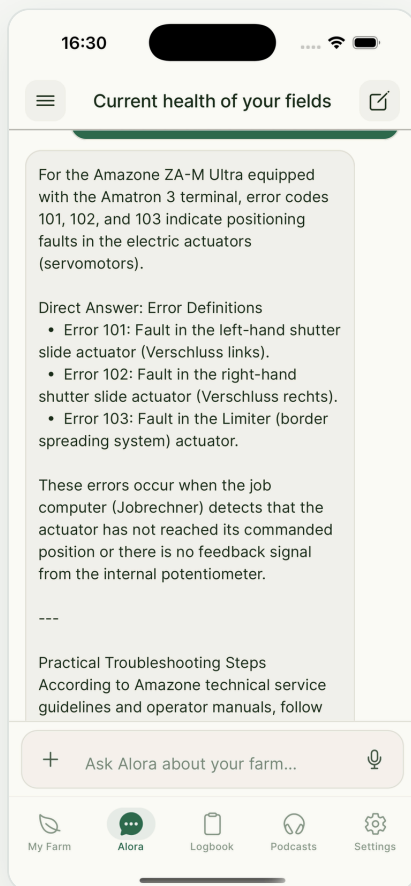 16:30
Current health of your fields
For the Amazone ZA-M Ultra equipped
with the Amatron 3 terminal, error codes
101, 102, and 103 indicate positioning
faults in the electric actuators
(servomotors).
Direct Answer: Error Definitions
• Error 101: Fault in the left-hand shutter
slide actuator (Verschluss links).
• Error 102: Fault in the right-hand
shutter slide actuator (Verschluss rechts).
• Error 103: Fault in the Limiter (border
spreading system) actuator.
These errors occur when the job
computer (Jobrechner) detects that the
actuator has not reached its commanded
position or there is no feedback signal
from the internal potentiometer.
---
Practical Troubleshooting Steps
According to Amazone technical service
guidelines and operator manuals, follow
Ask Alora about your farm...
My Farm Alora Logbook Podcasts Settings